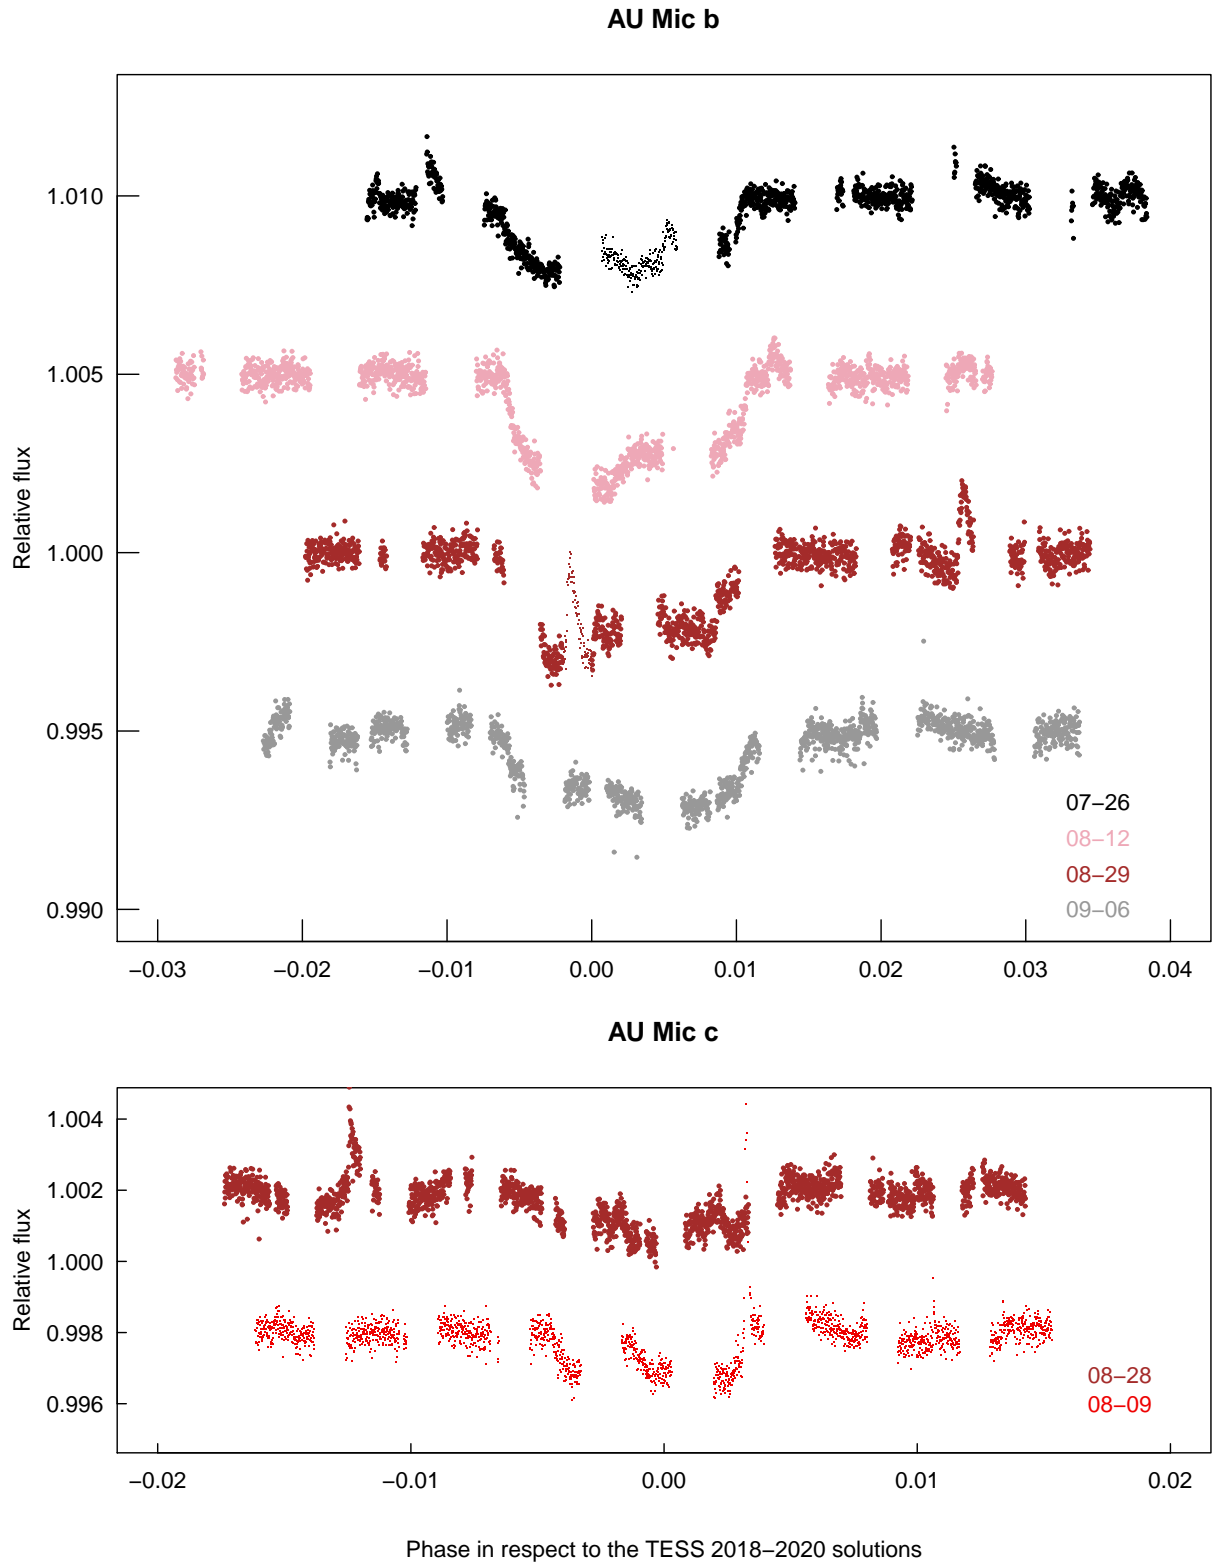 AU Mic b
Relative flux
1.010
1.005
1.000
0.995
0.990
07−26
08−12
08−29
09−06
−0.03 −0.02 −0.01 0.00 0.01 0.02 0.03 0.04
AU Mic c
Relative flux
1.004
1.002
1.000
0.998
0.996
08−28
08−09
−0.02 −0.01 0.00 0.01 0.02
Phase in respect to the TESS 2018−2020 solutions